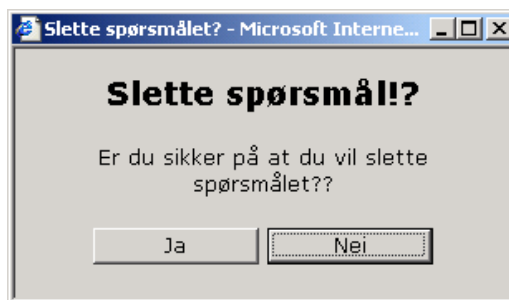 Slette spørsmålet? - Microsoft Interne...
Slette spørsmål!?
Er du sikker på at du vil slette
spørsmålet??
Ja
Nei